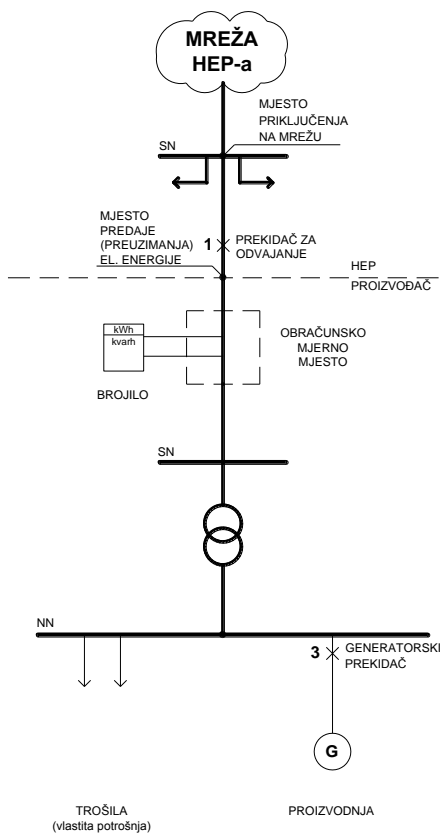 MREŽA
HEP-a
MJESTO
PRIKLJUČENJA
NA MREŽU
SN
MJESTO
PREDAJE
(PREUZIMANJA)
EL. ENERGIJE
1
PREKIDAČ ZA
ODVAJANJE
HEP
PROIZVOĐAČ
kWh
kvarh
BROJILO
OBRAČUNSKO
MJERNO
MJESTO
SN
NN
3
GENERATORSKI
PREKIDAČ
G
TROŠILA
(vlastita potrošnja)
PROIZVODNJA